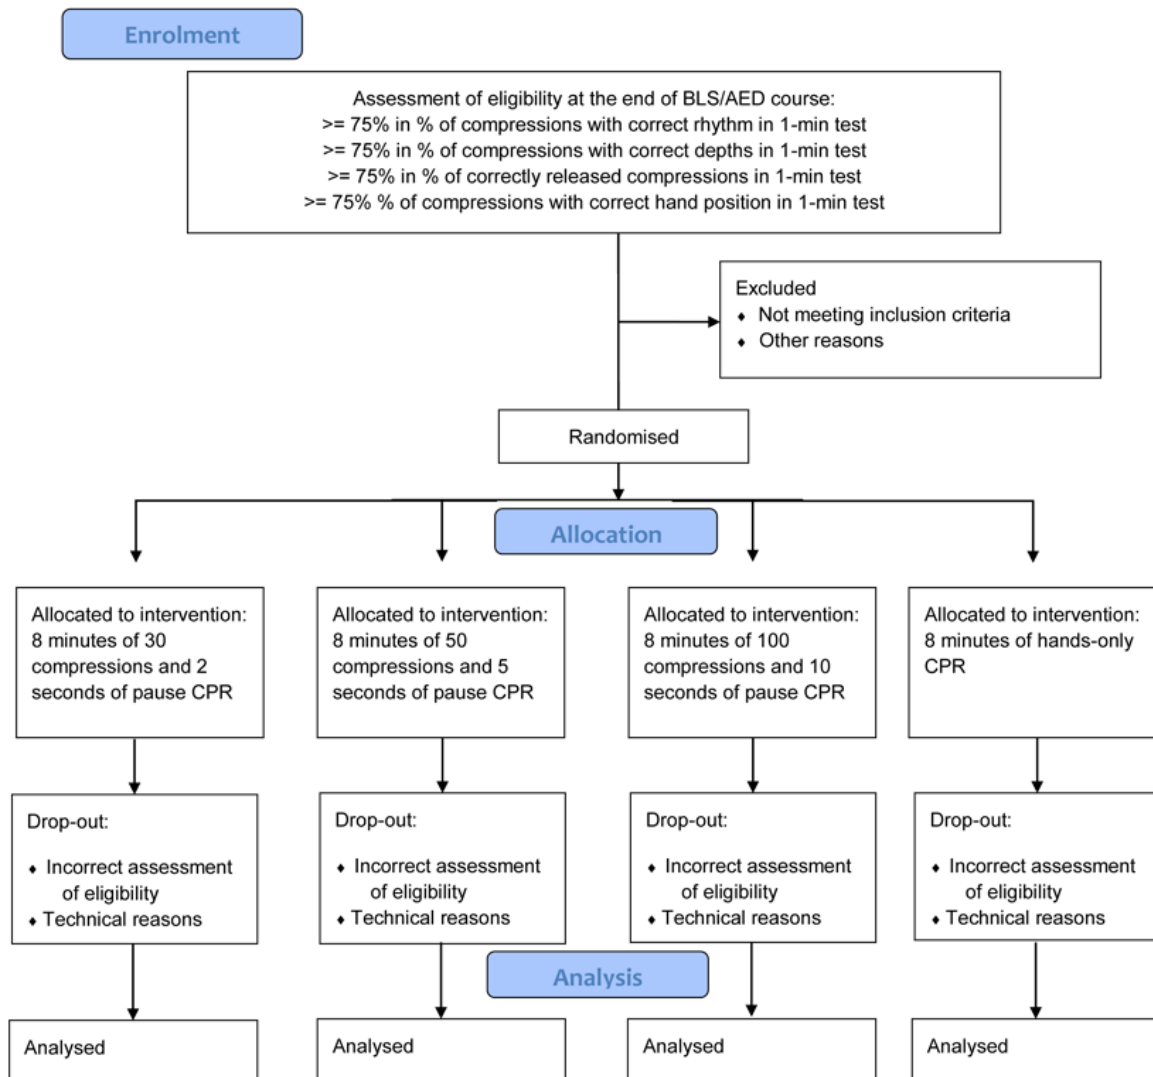 Enrolment
Assessment of eligibility at the end of BLS/AED course:
>= 75% in % of compressions with correct rhythm in 1-min test
>= 75% in % of compressions with correct depths in 1-min test
>= 75% in % of correctly released compressions in 1-min test
>= 75% % of compressions with correct hand position in 1-min test
Excluded
♦ Not meeting inclusion criteria
♦ Other reasons
Randomised
Allocation
Allocated to intervention:
8 minutes of 30
compressions and 2
seconds of pause CPR
Allocated to intervention:
8 minutes of 50
compressions and 5
seconds of pause CPR
Allocated to intervention:
8 minutes of 100
compressions and 10
seconds of pause CPR
Allocated to intervention:
8 minutes of hands-only
CPR
Drop-out:
♦ Incorrect assessment
of eligibility
♦ Technical reasons
Drop-out:
♦ Incorrect assessment
of eligibility
♦ Technical reasons
Drop-out:
♦ Incorrect assessment
of eligibility
♦ Technical reasons
Drop-out:
♦ Incorrect assessment
of eligibility
♦ Technical reasons
Analysis
Analysed
Analysed
Analysed
Analysed